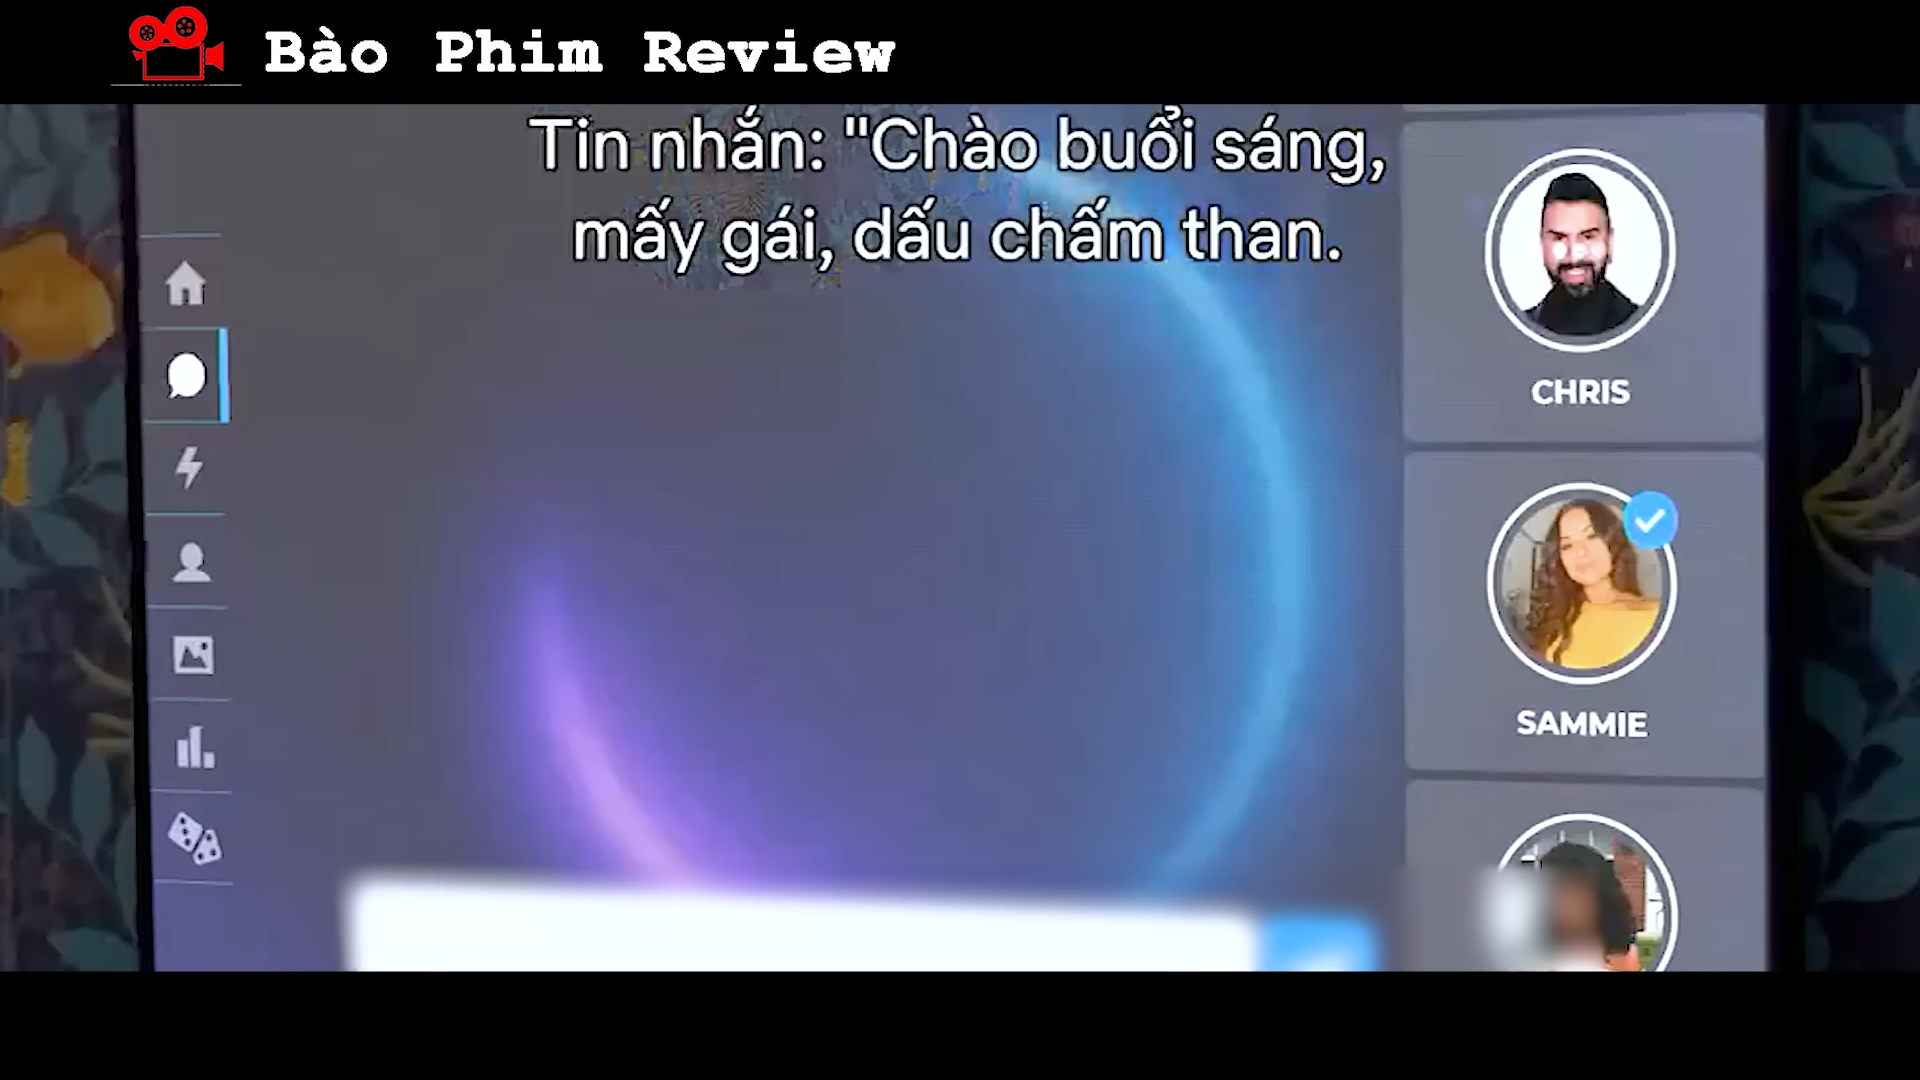 Bào Phim Review
Tin nhắn: "Chào buổi sáng,
mấy gái, dấu chấm than.
CHRIS
SAMMIE